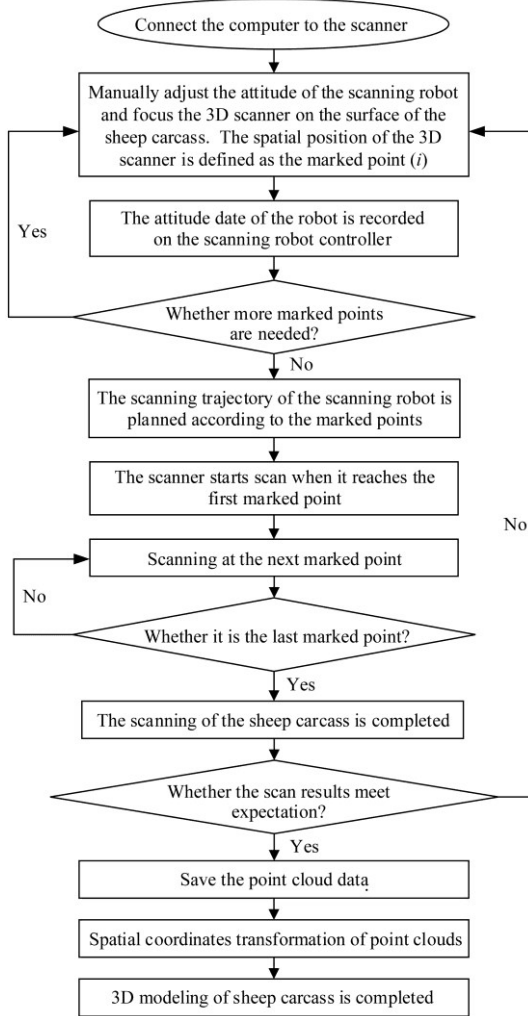 Connect the computer to the scanner
Manually adjust the attitude of the scanning robot
and focus the 3D scanner on the surface of the
sheep carcass. The spatial position of the 3D
scanner is defined as the marked point (i)
Yes
The attitude date of the robot is recorded
on the scanning robot controller
Whether more marked points
are needed?
No
The scanning trajectory of the scanning robot is
planned according to the marked points
The scanner starts scan when it reaches the
first marked point
No
Scanning at the next marked point
No
Whether it is the last marked point?
Yes
The scanning of the sheep carcass is completed
Whether the scan results meet
expectation?
Yes
Save the point cloud data
Spatial coordinates transformation of point clouds
3D modeling of sheep carcass is completed